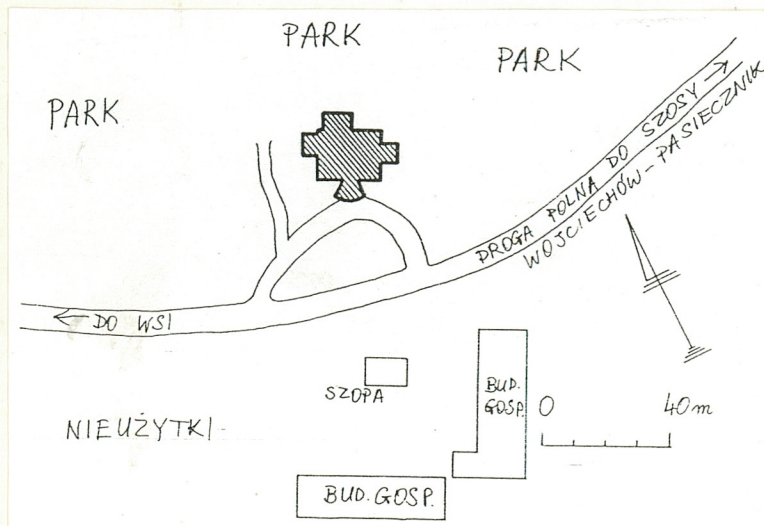 PARK
PARK
PARK
DROGA POLNA DO SZOSY →
WOJCIECHÓW - PASIECZNIK
← DO WSI
SZOPA
BUD.
GOSP.
0 40m
NIEUŻYTKI
BUD. GOSP.